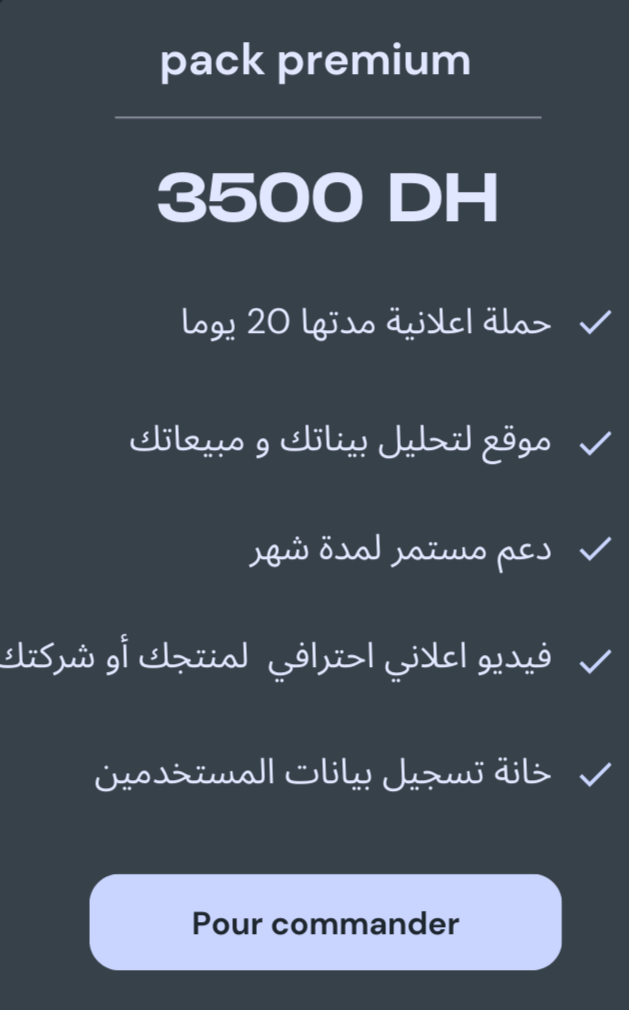 pack premium
3500 DH
حملة اعلانية مدتها 20 يوما
موقع لتحليل بيناتك و مبيعاتك
دعم مستمر لمدة شهر
فيديو اعلاني احترافي  لمنتجك أو شركتك
خانة تسجيل بيانات المستخدمين
Pour commander